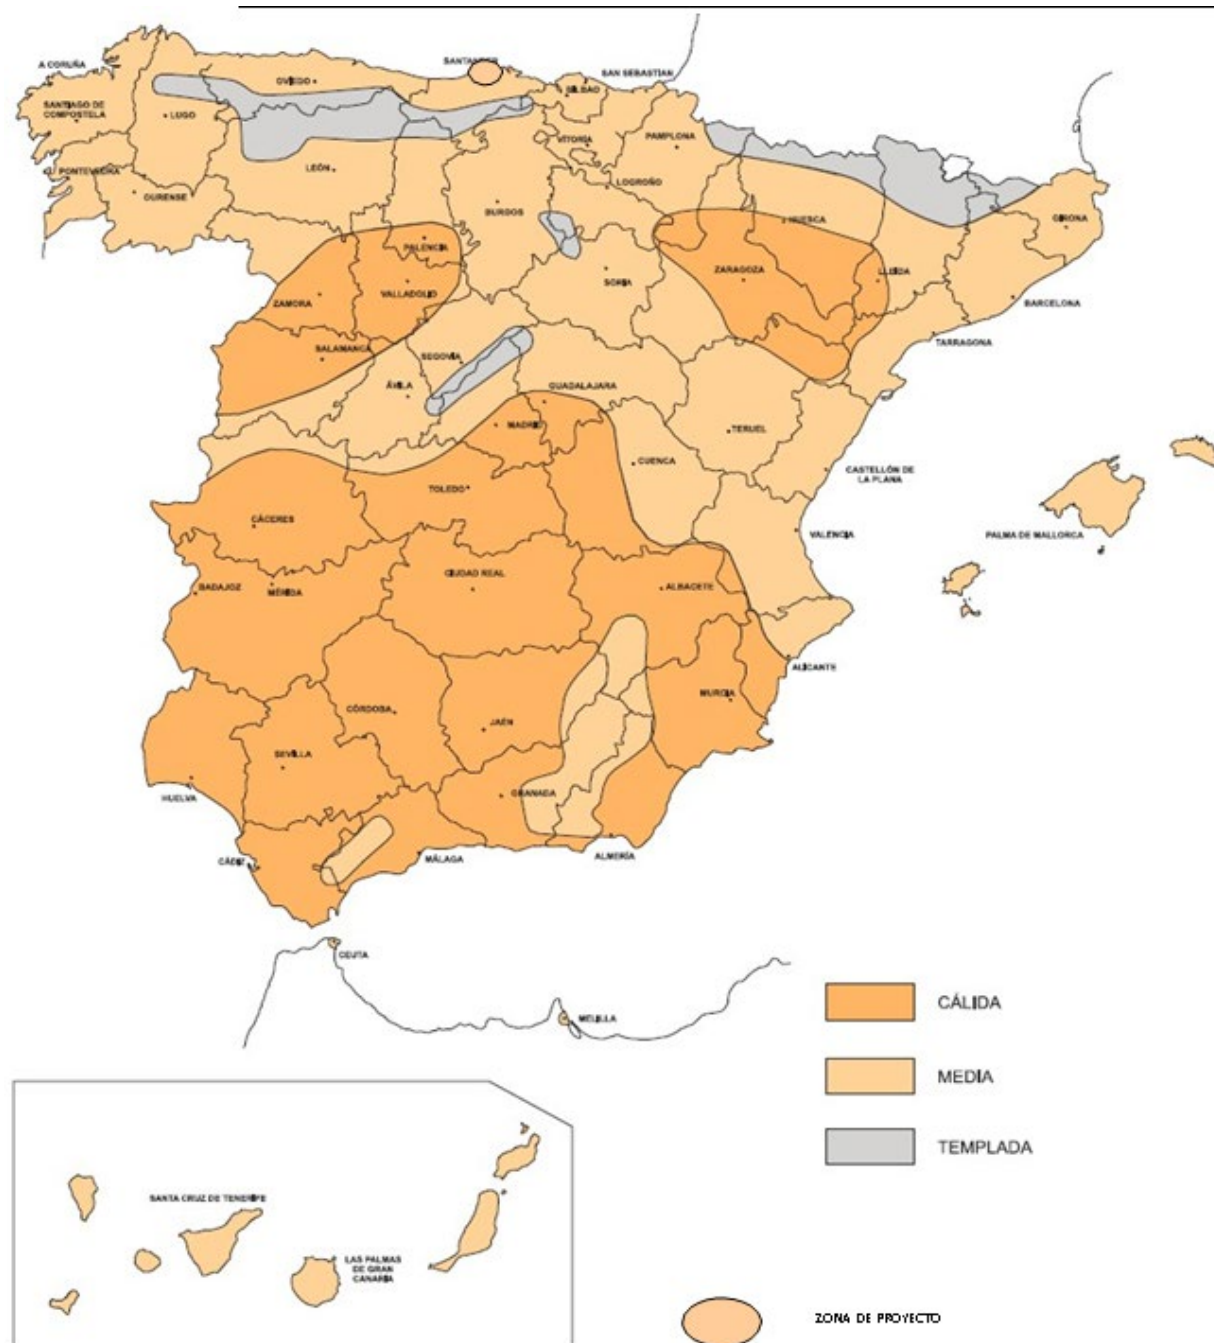 A CORUÑA
OVIEDO
SANTANDER
SAN SEBASTIAN
BILBAO
SANTIAGO DE
COMPOSTELA
LUGO
VITORIA
PAMPLONA
PONTEVEDRA
LEÓN
LOGROÑO
OURENSE
BURGOS
HUESCA
GIRONA
PALENCIA
ZARAGOZA
LLEIDA
SORIA
ZAMORA
VALLADOLID
BARCELONA
TARRAGONA
SALAMANCA
SEGOVIA
ÁVILA
GUADALAJARA
MADRID
TERUEL
CUENCA
CASTELLÓN DE
LA PLANA
TOLEDO
CÁCERES
VALENCIA
PALMA DE MALLORCA
CIUDAD REAL
BADAJOZ
MÉRIDA
ALBACETE
ALICANTE
MURCIA
CÓRDOBA
JAÉN
SEVILLA
HUELVA
GRANADA
CÁDIZ
MÁLAGA
ALMERÍA
CEUTA
MELILLA
CÁLIDA
MEDIA
TEMPLADA
SANTA CRUZ DE TENERIFE
LAS PALMAS
DE GRAN
CANARIA
ZONA DE PROYECTO